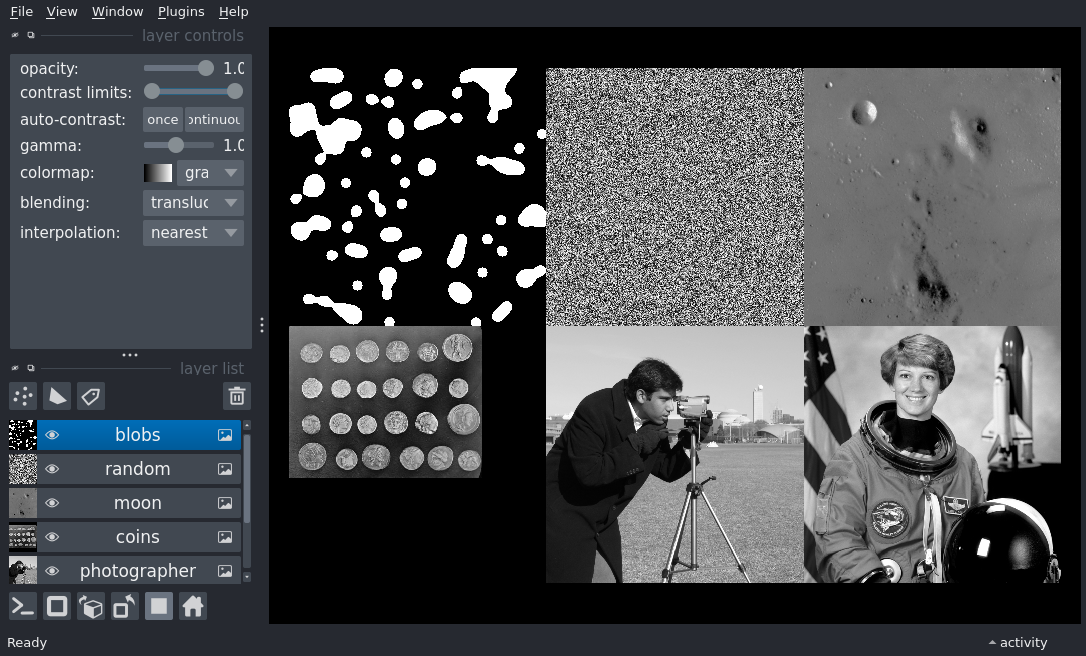 File View Window Plugins Help
layer controls
opacity: 1.0
contrast limits:
auto-contrast: once ontinuou
gamma: 1.0
colormap: gra
blending: transluc
interpolation: nearest
layer list
blobs
random
moon
coins
photographer
Ready
activity